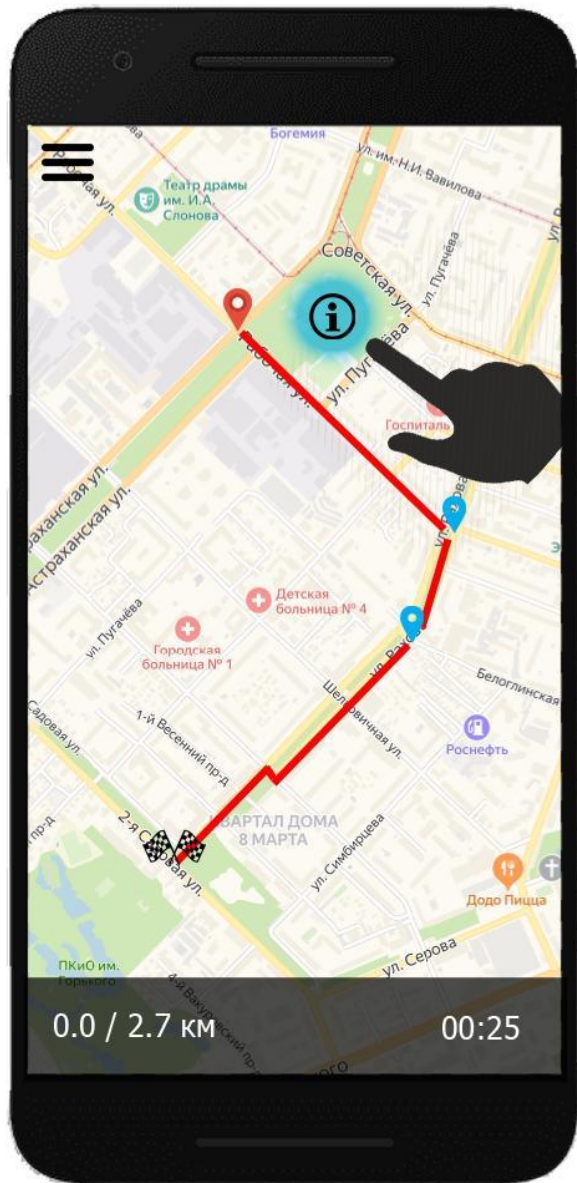 Богемия
ул. им. Н.И. Вавилова
Театр драмы
им. И.А.
Слонова
Советская ул.
ул. Пугачёва
ул. Пугачёва
Госпиталь
Астраханская ул.
Детская
больница № 4
Городская
больница № 1
ул. Пугачёва
Белоглинская
Шелковичная ул.
Роснефть
Садовая ул.
1-й Весенний пр-д
2-я Садовая ул.
КВАРТАЛ ДОМА
8 МАРТА
ул. Симбирцева
Додо Пицца
ул. Серова
ПКиО им.
Горького
0.0 / 2.7 км
00:25